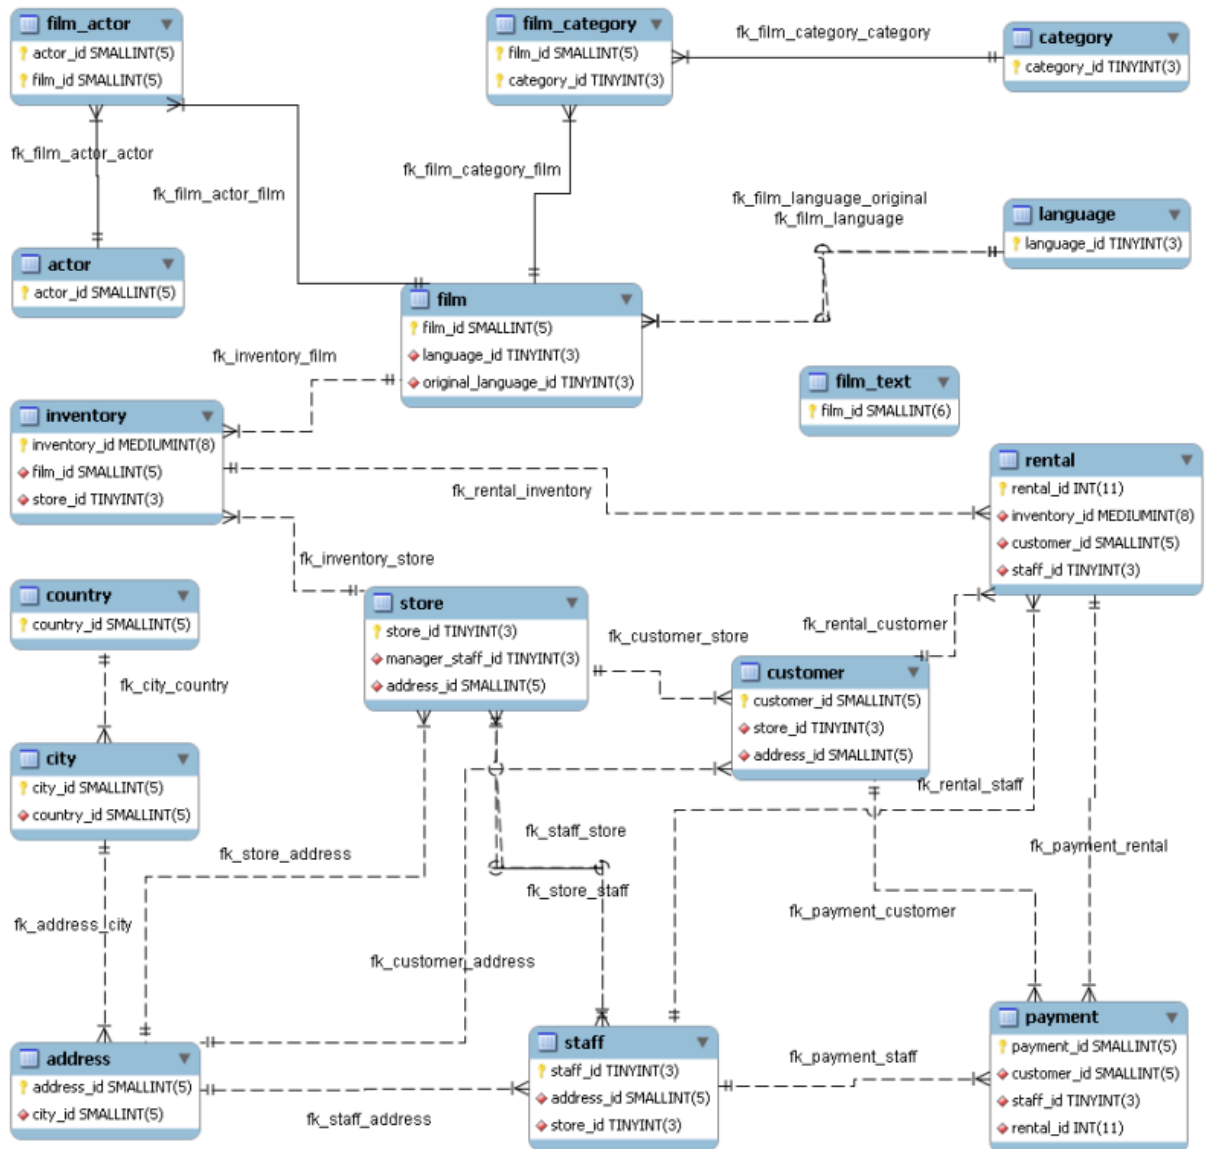 film_actor
actor_id SMALLINT(5)
film_id SMALLINT(5)
film_category
film_id SMALLINT(5)
category_id TINYINT(3)
fk_film_category_category
category
category_id TINYINT(3)
fk_film_actor_actor
fk_film_actor_film
fk_film_category_film
fk_film_language_original
fk_film_language
language
language_id TINYINT(3)
actor
actor_id SMALLINT(5)
film
film_id SMALLINT(5)
language_id TINYINT(3)
original_language_id TINYINT(3)
fk_inventory_film
film_text
film_id SMALLINT(6)
inventory
inventory_id MEDIUMINT(8)
film_id SMALLINT(5)
store_id TINYINT(3)
fk_rental_inventory
rental
rental_id INT(11)
inventory_id MEDIUMINT(8)
customer_id SMALLINT(5)
staff_id TINYINT(3)
fk_inventory_store
country
country_id SMALLINT(5)
store
store_id TINYINT(3)
manager_staff_id TINYINT(3)
address_id SMALLINT(5)
fk_customer_store
fk_rental_customer
customer
customer_id SMALLINT(5)
store_id TINYINT(3)
address_id SMALLINT(5)
fk_city_country
city
city_id SMALLINT(5)
country_id SMALLINT(5)
fk_rental_staff
fk_staff_store
fk_store_address
fk_payment_rental
fk_store_staff
fk_address_city
fk_payment_customer
fk_customer_address
address
address_id SMALLINT(5)
city_id SMALLINT(5)
fk_staff_address
staff
staff_id TINYINT(3)
address_id SMALLINT(5)
store_id TINYINT(3)
fk_payment_staff
payment
payment_id SMALLINT(5)
customer_id SMALLINT(5)
staff_id TINYINT(3)
rental_id INT(11)